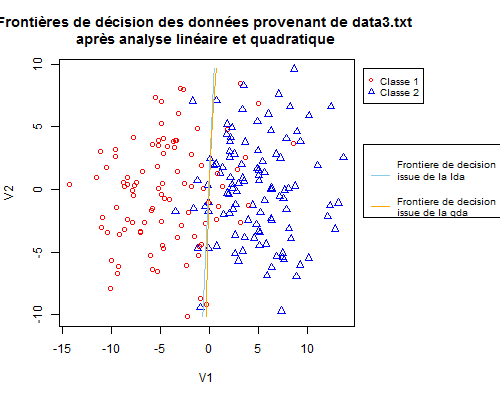 Frontières de décision des données provenant de data3.txt
après analyse linéaire et quadratique
10
5
0
-5
-10
V2
-15
-10
-5
0
5
10
V1
Classe 1
Classe 2
Frontiere de decision
issue de la lda
Frontiere de decision
issue de la qda